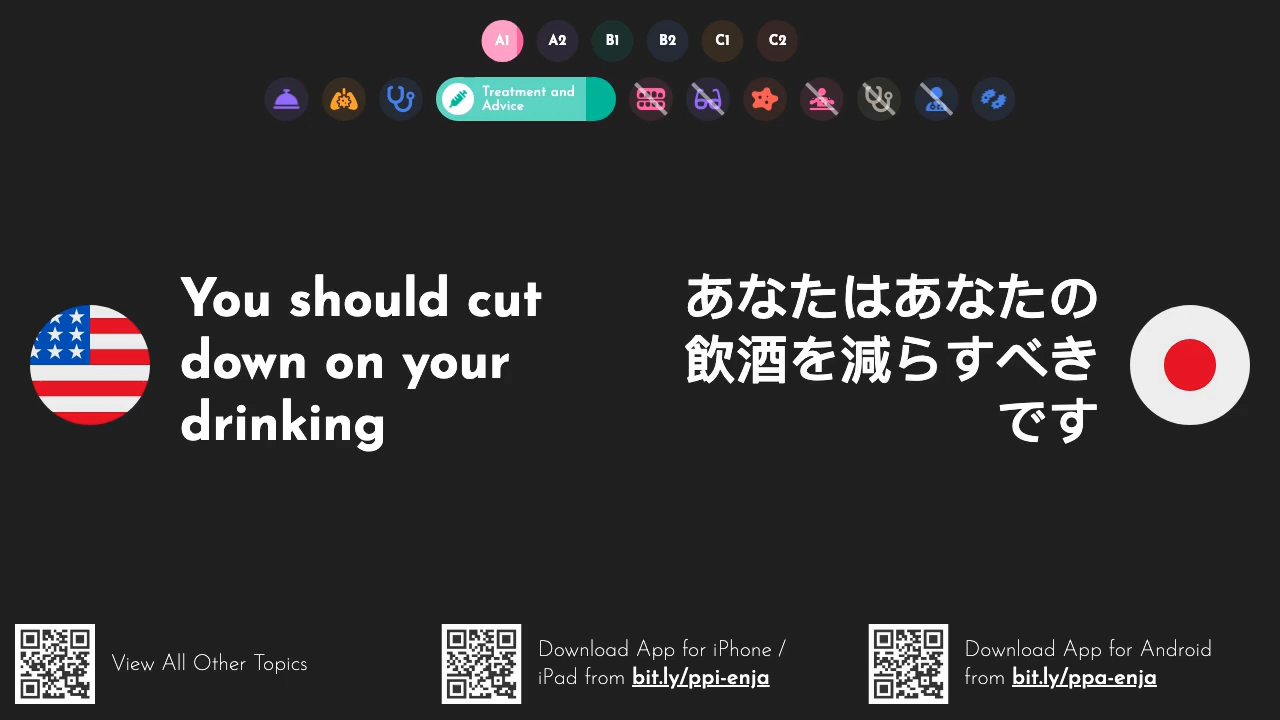 A1 A2 B1 B2 C1 C2
Treatment and
Advice
You should cut
down on your
drinking
あなたはあなたの
飲酒を減らすべき
です
View All Other Topics
Download App for iPhone /
iPad from bit.ly/ppi-enja
Download App for Android
from bit.ly/ppa-enja